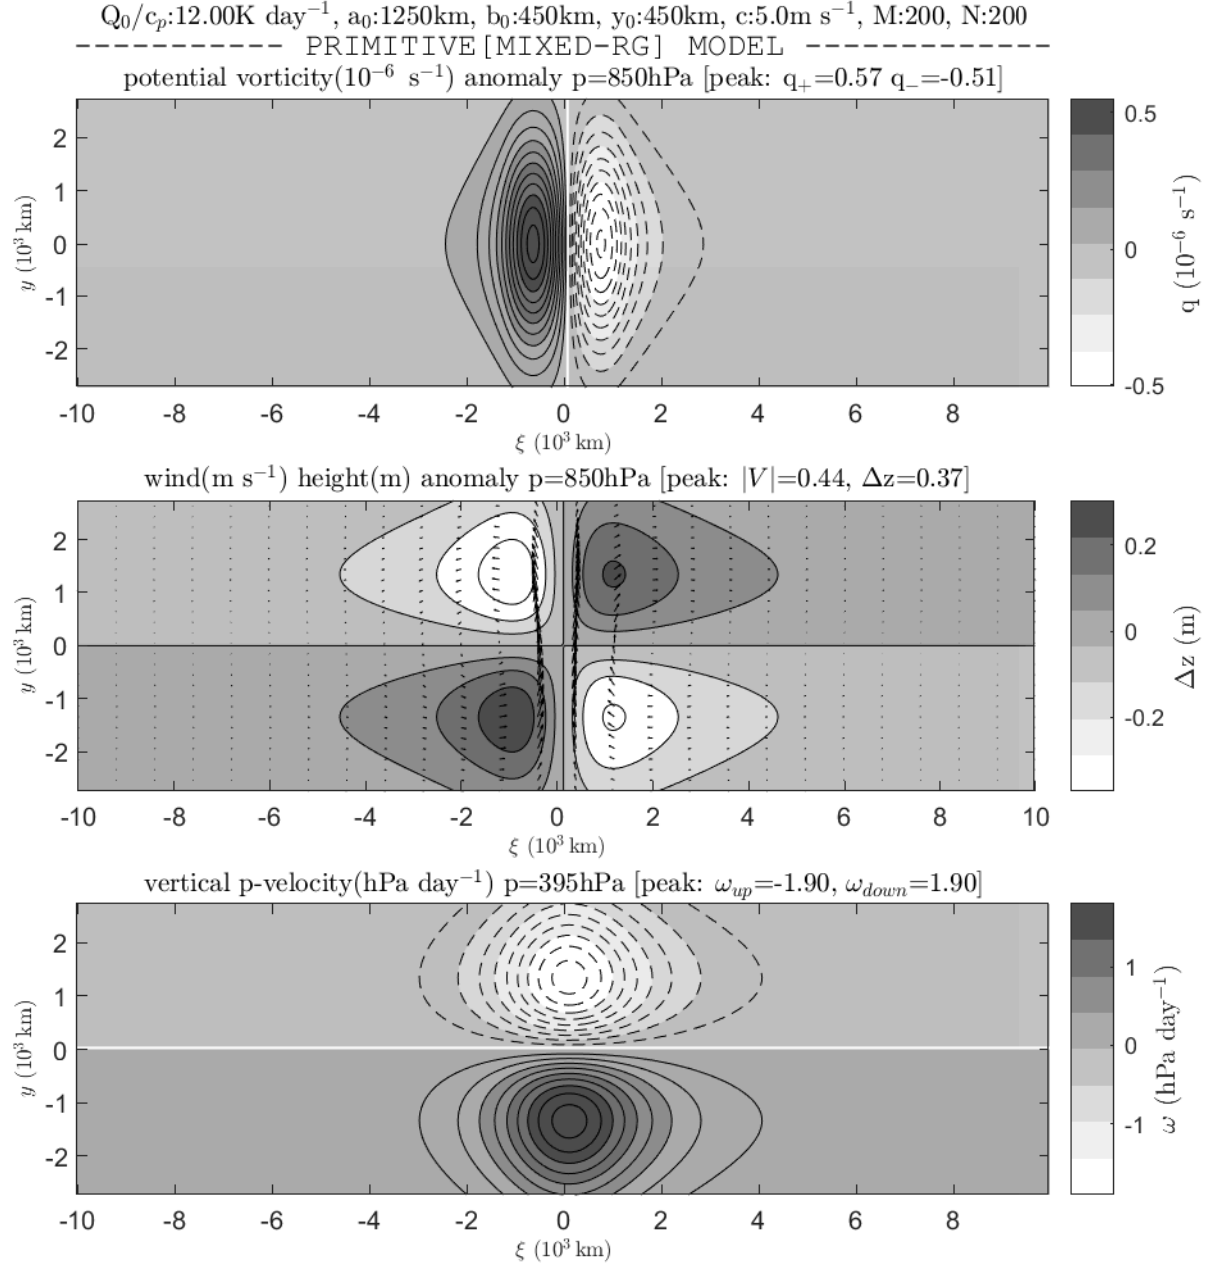 Q₀/cₚ:12.00K day⁻¹, a₀:1250km, b₀:450km, y₀:450km, c:5.0m s⁻¹, M:200, N:200
------------ PRIMITIVE[MIXED-RG] MODEL --------------
potential vorticity(10⁻⁶ s⁻¹) anomaly p=850hPa [peak: q₊=0.57 q₋=-0.51]
y (10³ km)
2
1
0
-1
-2
-10 -8 -6 -4 -2 0 2 4 6 8
ξ (10³ km)
0.5
0
-0.5
q (10⁻⁶ s⁻¹)
wind(m s⁻¹) height(m) anomaly p=850hPa [peak: |V|=0.44, Δz=0.37]
y (10³ km)
2
1
0
-1
-2
-10 -8 -6 -4 -2 0 2 4 6 8 10
ξ (10³ km)
0.2
0
-0.2
Δz (m)
vertical p-velocity(hPa day⁻¹) p=395hPa [peak: ω_up=-1.90, ω_down=1.90]
y (10³ km)
2
1
0
-1
-2
-10 -8 -6 -4 -2 0 2 4 6 8
ξ (10³ km)
1
0
-1
ω (hPa day⁻¹)